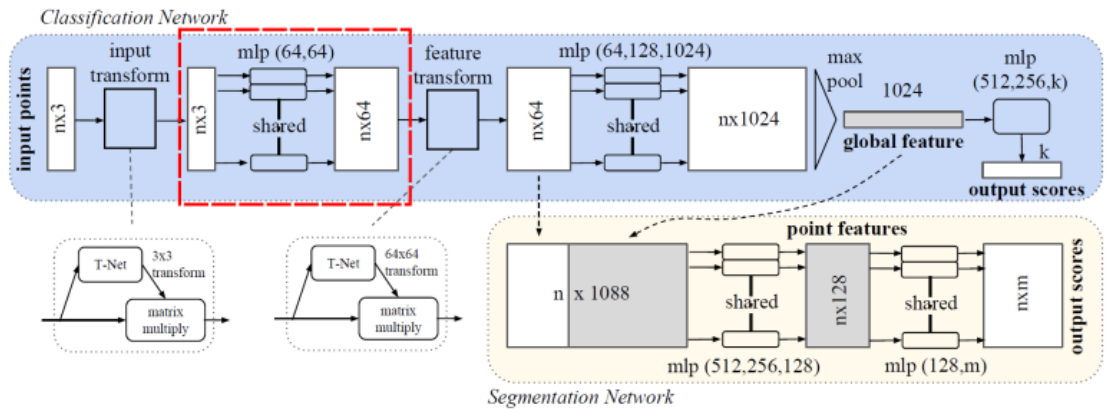 Classification Network
input points
nx3
input
transform
nx3
mlp (64,64)
shared
nx64
feature
transform
nx64
mlp (64,128,1024)
shared
nx1024
max
pool
1024
global feature
mlp
(512,256,k)
k
output scores
T-Net
3x3
transform
matrix
multiply
T-Net
64x64
transform
matrix
multiply
point features
n x 1088
shared
mlp (512,256,128)
nx128
shared
mlp (128,m)
nxm
output scores
Segmentation Network